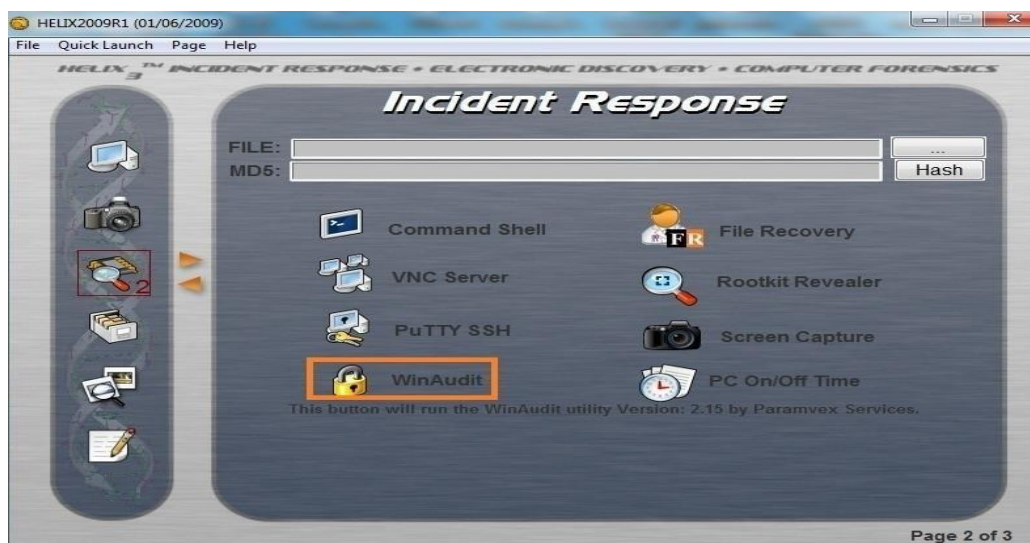 HELIX2009R1 (01/06/2009)
File Quick Launch Page Help
HELIX3™ INCIDENT RESPONSE • ELECTRONIC DISCOVERY • COMPUTER FORENSICS
Incident Response
FILE: ...
MD5: Hash
Command Shell
File Recovery
FR
VNC Server
Rootkit Revealer
2
PuTTY SSH
Screen Capture
WinAudit
PC On/Off Time
This button will run the WinAudit utility Version: 2.15 by Paramvex Services.
Page 2 of 3